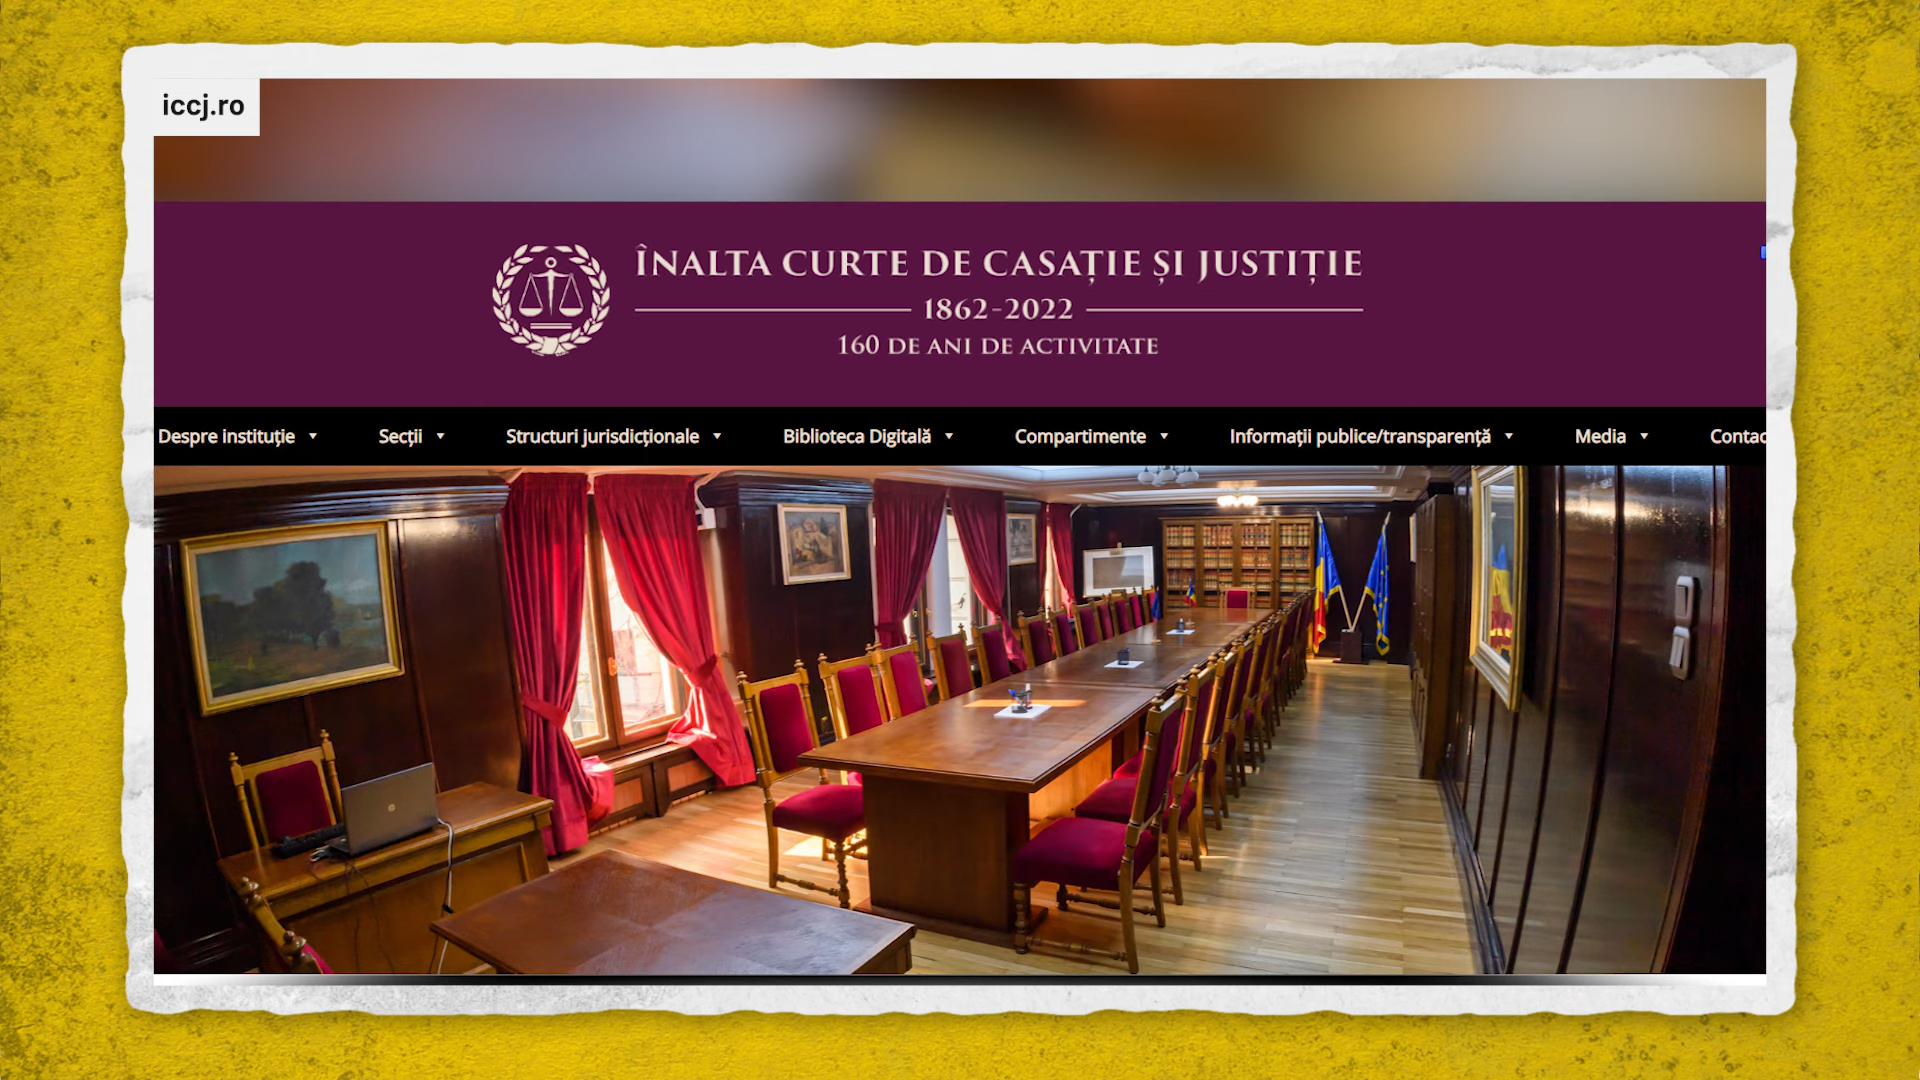 iccj.ro
ÎNALTA CURTE DE CASAȚIE ȘI JUSTIȚIE
1862-2022
160 DE ANI DE ACTIVITATE
Despre instituție Secții Structuri jurisdicționale Biblioteca Digitală Compartimente Informații publice/transparență Media Contac